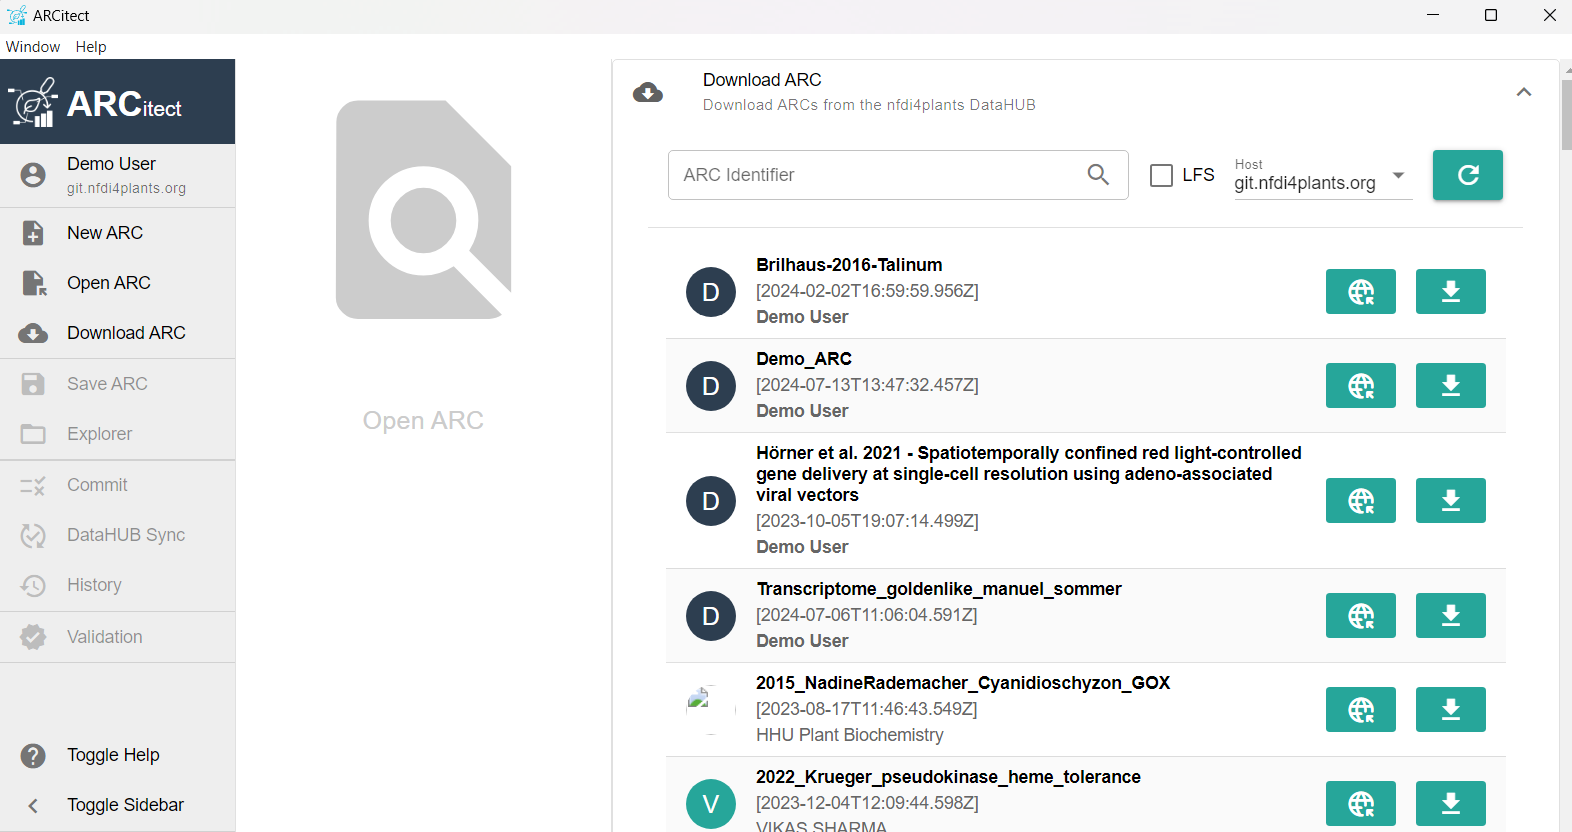 ARCitect
Window Help
ARCitect
Demo User
git.nfdi4plants.org
New ARC
Open ARC
Download ARC
Save ARC
Explorer
Commit
DataHUB Sync
History
Validation
Toggle Help
Toggle Sidebar
Open ARC
Download ARC
Download ARCs from the nfdi4plants DataHUB
ARC Identifier
LFS
Host
git.nfdi4plants.org
D
Brilhaus-2016-Talinum
[2024-02-02T16:59:59.956Z]
Demo User
D
Demo_ARC
[2024-07-13T13:47:32.457Z]
Demo User
D
Hörner et al. 2021 - Spatiotemporally confined red light-controlled
gene delivery at single-cell resolution using adeno-associated
viral vectors
[2023-10-05T19:07:14.499Z]
Demo User
D
Transcriptome_goldenlike_manuel_sommer
[2024-07-06T11:06:04.591Z]
Demo User
2015_NadineRademacher_Cyanidioschyzon_GOX
[2023-08-17T11:46:43.549Z]
HHU Plant Biochemistry
V
2022_Krueger_pseudokinase_heme_tolerance
[2023-12-04T12:09:44.598Z]
VIKAS SHARMA